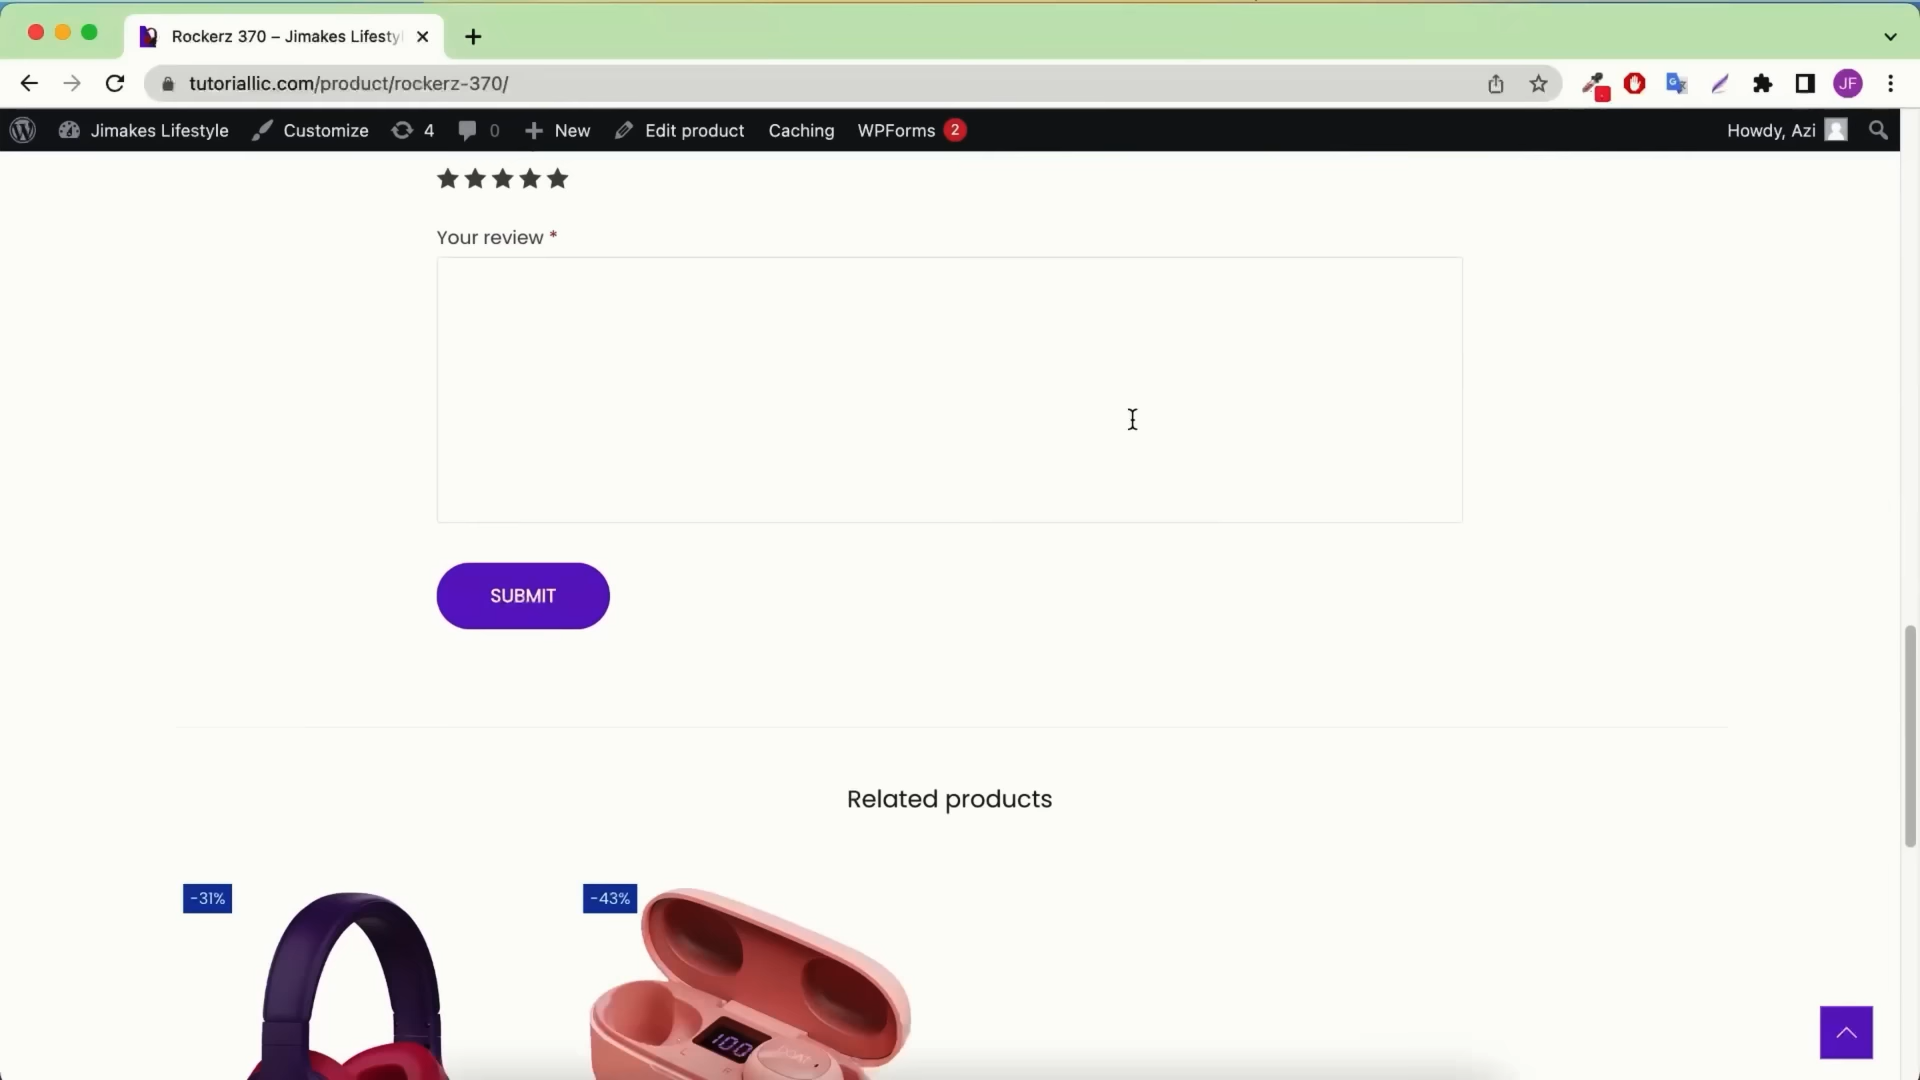 Rockerz 370 – Jimakes Lifesty
tutoriallic.com/product/rockerz-370/
JF
Jimakes Lifestyle Customize 4 0 New Edit product Caching WPForms 2 Howdy, Azi
Your review *
SUBMIT
Related products
-31% -43%
100